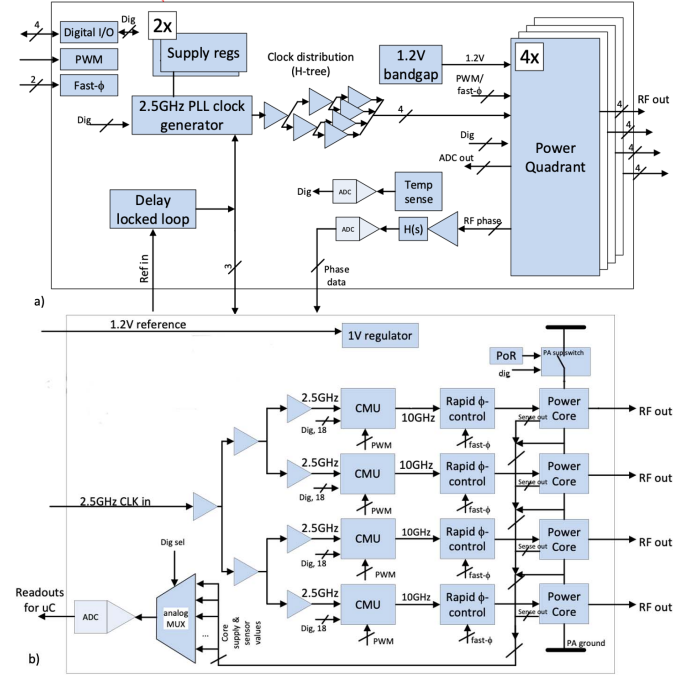 4
Digital I/O
Dig
PWM
2
Fast-ϕ
2x
Supply regs
2.5GHz PLL clock
generator
Dig
Clock distribution
(H-tree)
4
1.2V
bandgap
1.2V
PWM/
fast-ϕ
Dig
ADC out
4x
Power
Quadrant
4
RF out
4
4
4
Dig
ADC
Temp
sense
ADC
H(s)
RF phase
Phase
data
Delay
locked loop
Ref in
3
a)
1.2V reference
1V regulator
PoR
dig
PA sup switch
2.5GHz
Dig, 18
CMU
PWM
10GHz
Rapid ϕ-
control
fast-ϕ
Sense out
Power
Core
RF out
2.5GHz
Dig, 18
CMU
PWM
10GHz
Rapid ϕ-
control
fast-ϕ
Sense out
Power
Core
RF out
2.5GHz CLK in
2.5GHz
Dig, 18
CMU
PWM
10GHz
Rapid ϕ-
control
fast-ϕ
Sense out
Power
Core
RF out
2.5GHz
Dig, 18
CMU
PWM
10GHz
Rapid ϕ-
control
fast-ϕ
Sense out
Power
Core
RF out
Dig sel
Readouts
for uC
ADC
analog
MUX
...
Core
supply &
sensor
values
PA ground
b)